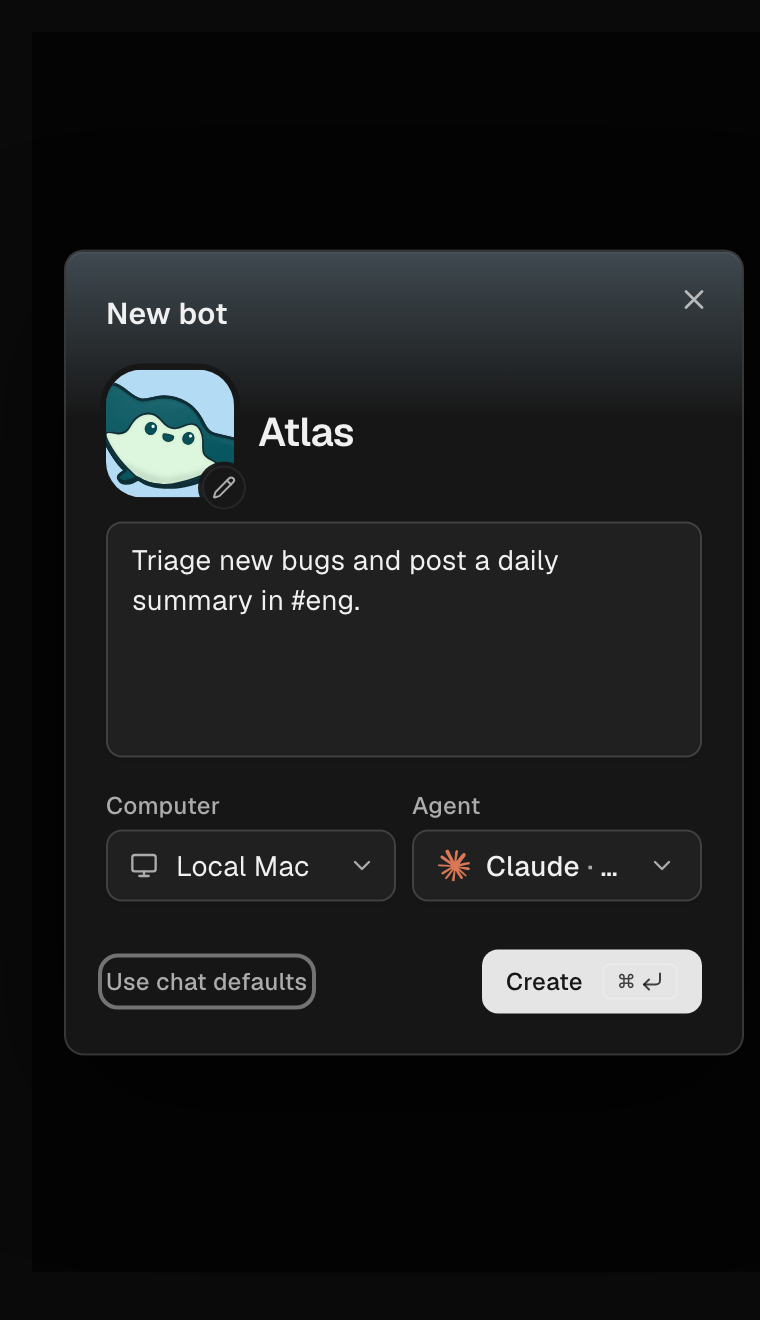 New bot
Atlas
Triage new bugs and post a daily
summary in #eng.
Computer
Agent
Local Mac
Claude · ...
Use chat defaults
Create ⌘ ↵